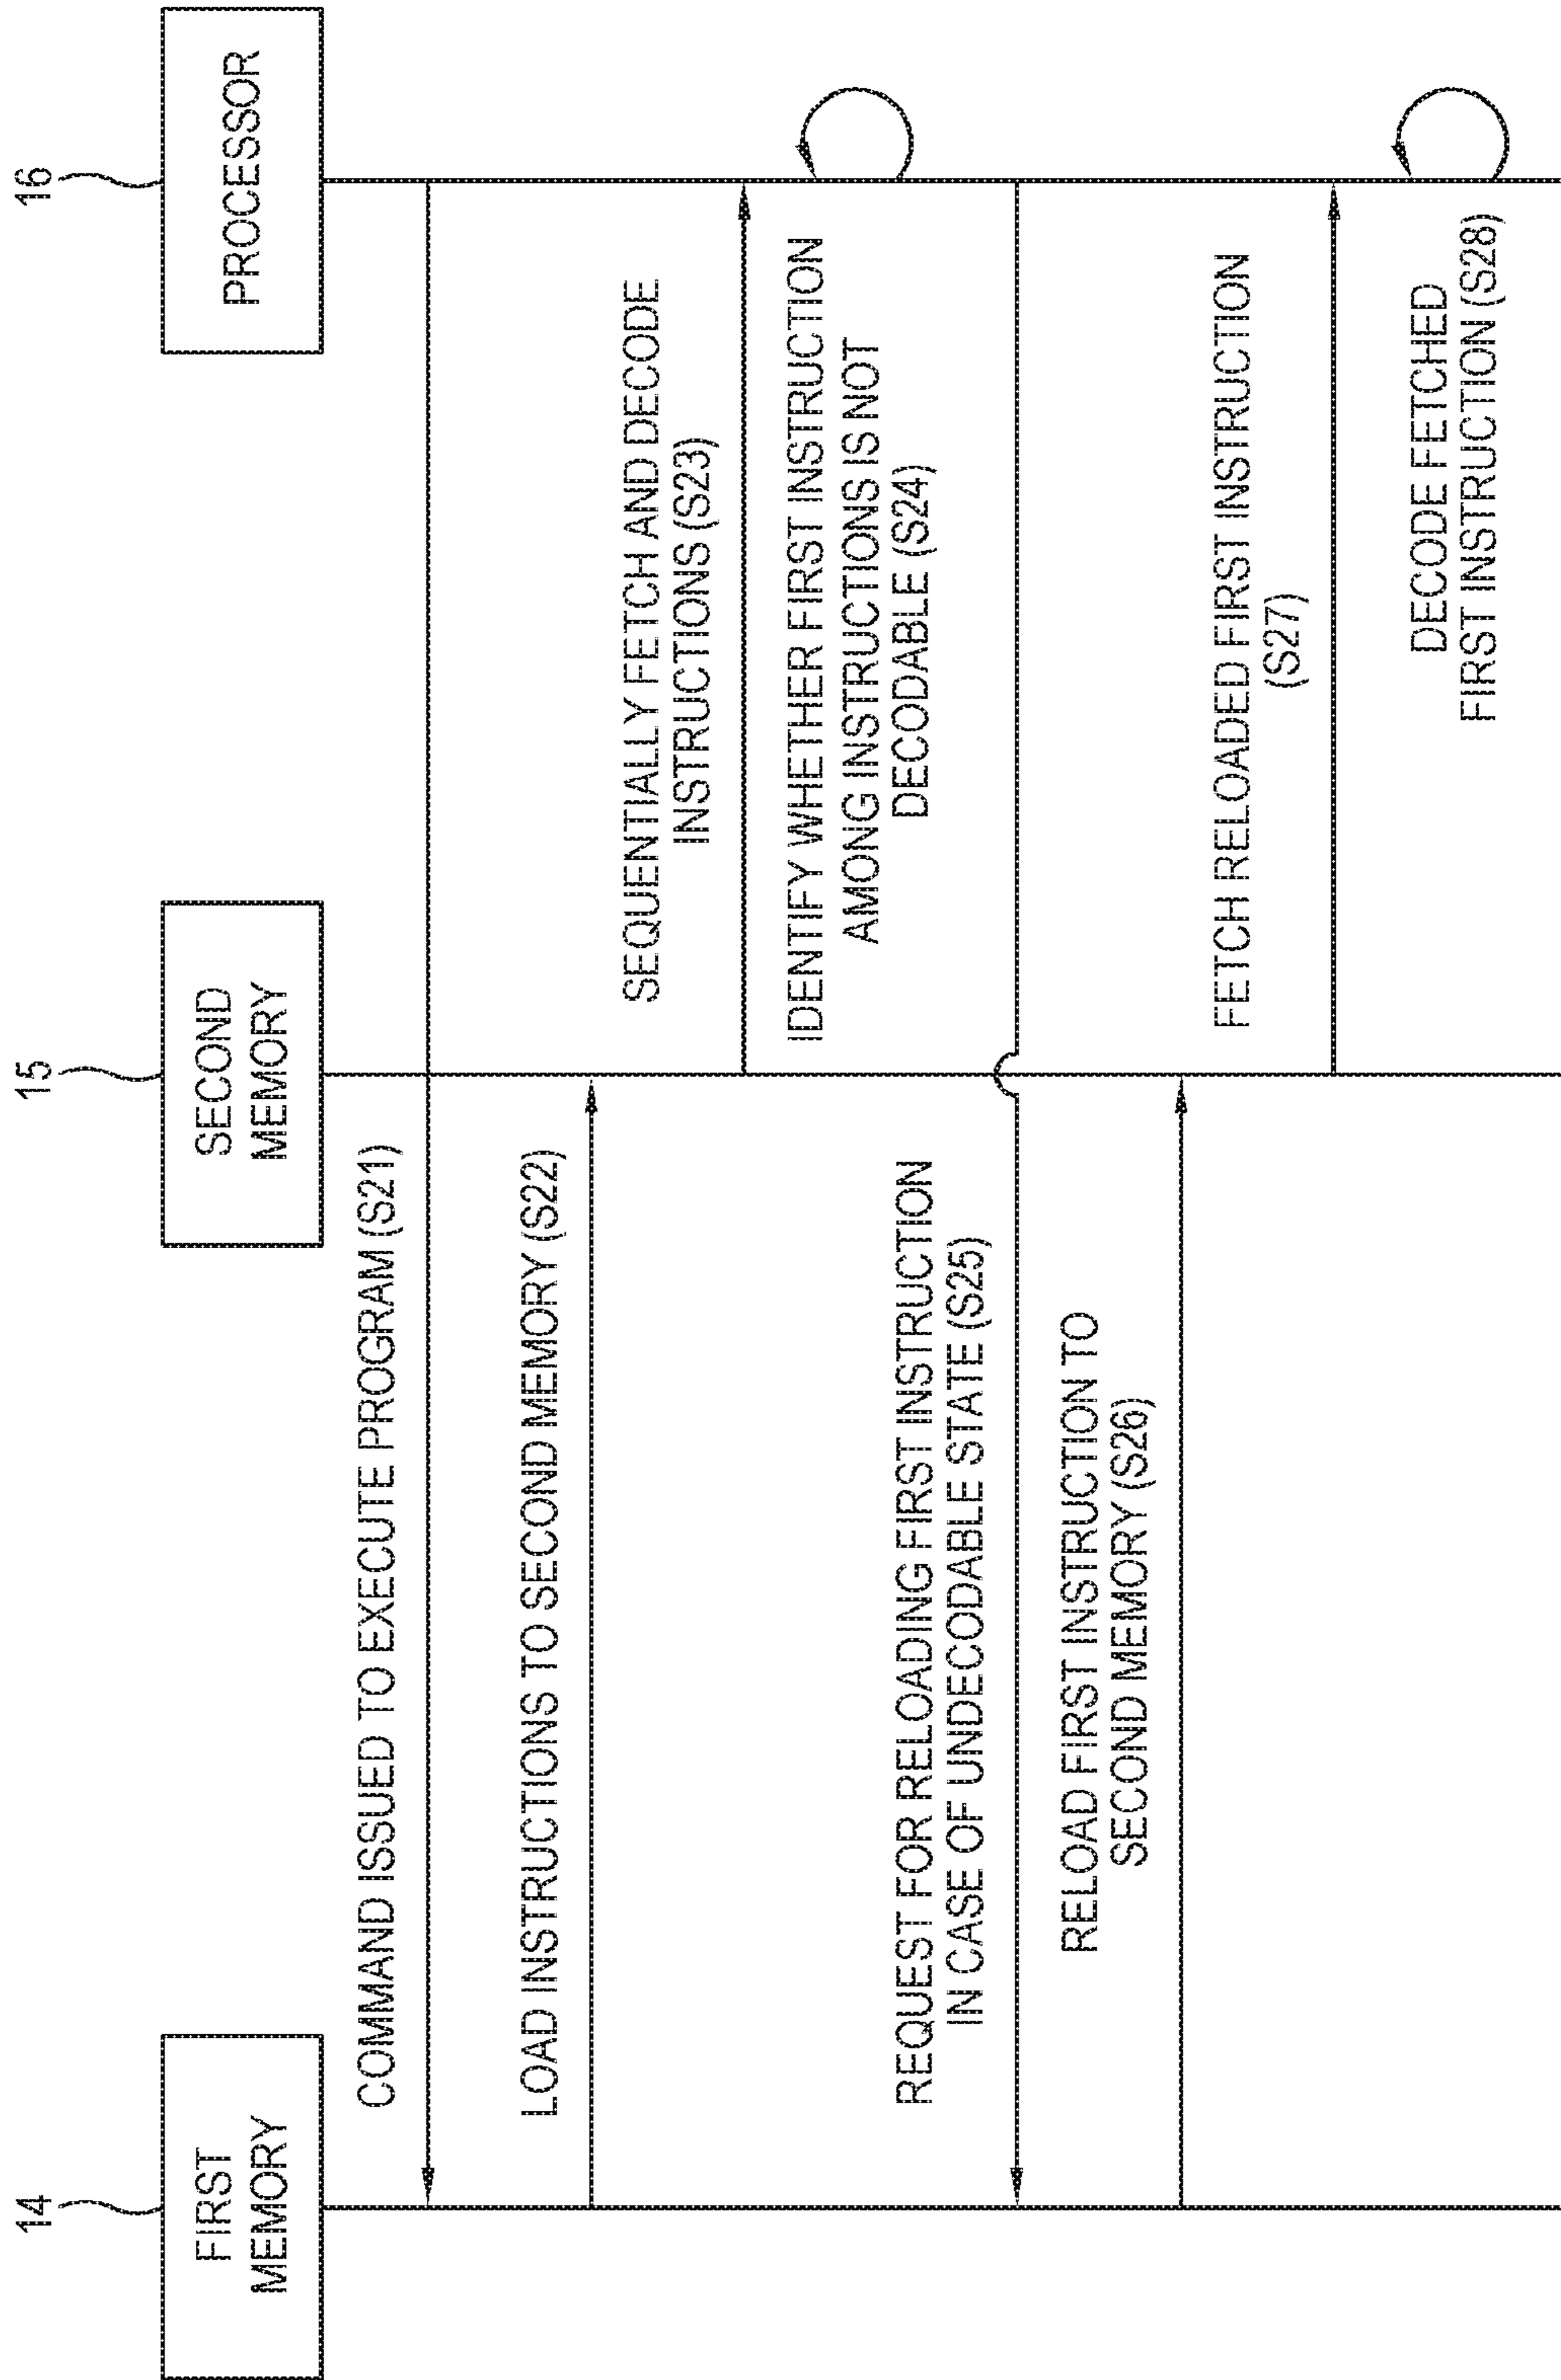 14
15
16
FIRST
MEMORY
SECOND
MEMORY
PROCESSOR
COMMAND ISSUED TO EXECUTE PROGRAM (S21)
LOAD INSTRUCTIONS TO SECOND MEMORY (S22)
SEQUENTIALLY FETCH AND DECODE
INSTRUCTIONS (S23)
IDENTIFY WHETHER FIRST INSTRUCTION
AMONG INSTRUCTIONS IS NOT
DECODABLE (S24)
REQUEST FOR RELOADING FIRST INSTRUCTION
IN CASE OF UNDECODABLE STATE (S25)
RELOAD FIRST INSTRUCTION TO
SECOND MEMORY (S26)
FETCH RELOADED FIRST INSTRUCTION
(S27)
DECODE FETCHED
FIRST INSTRUCTION (S28)